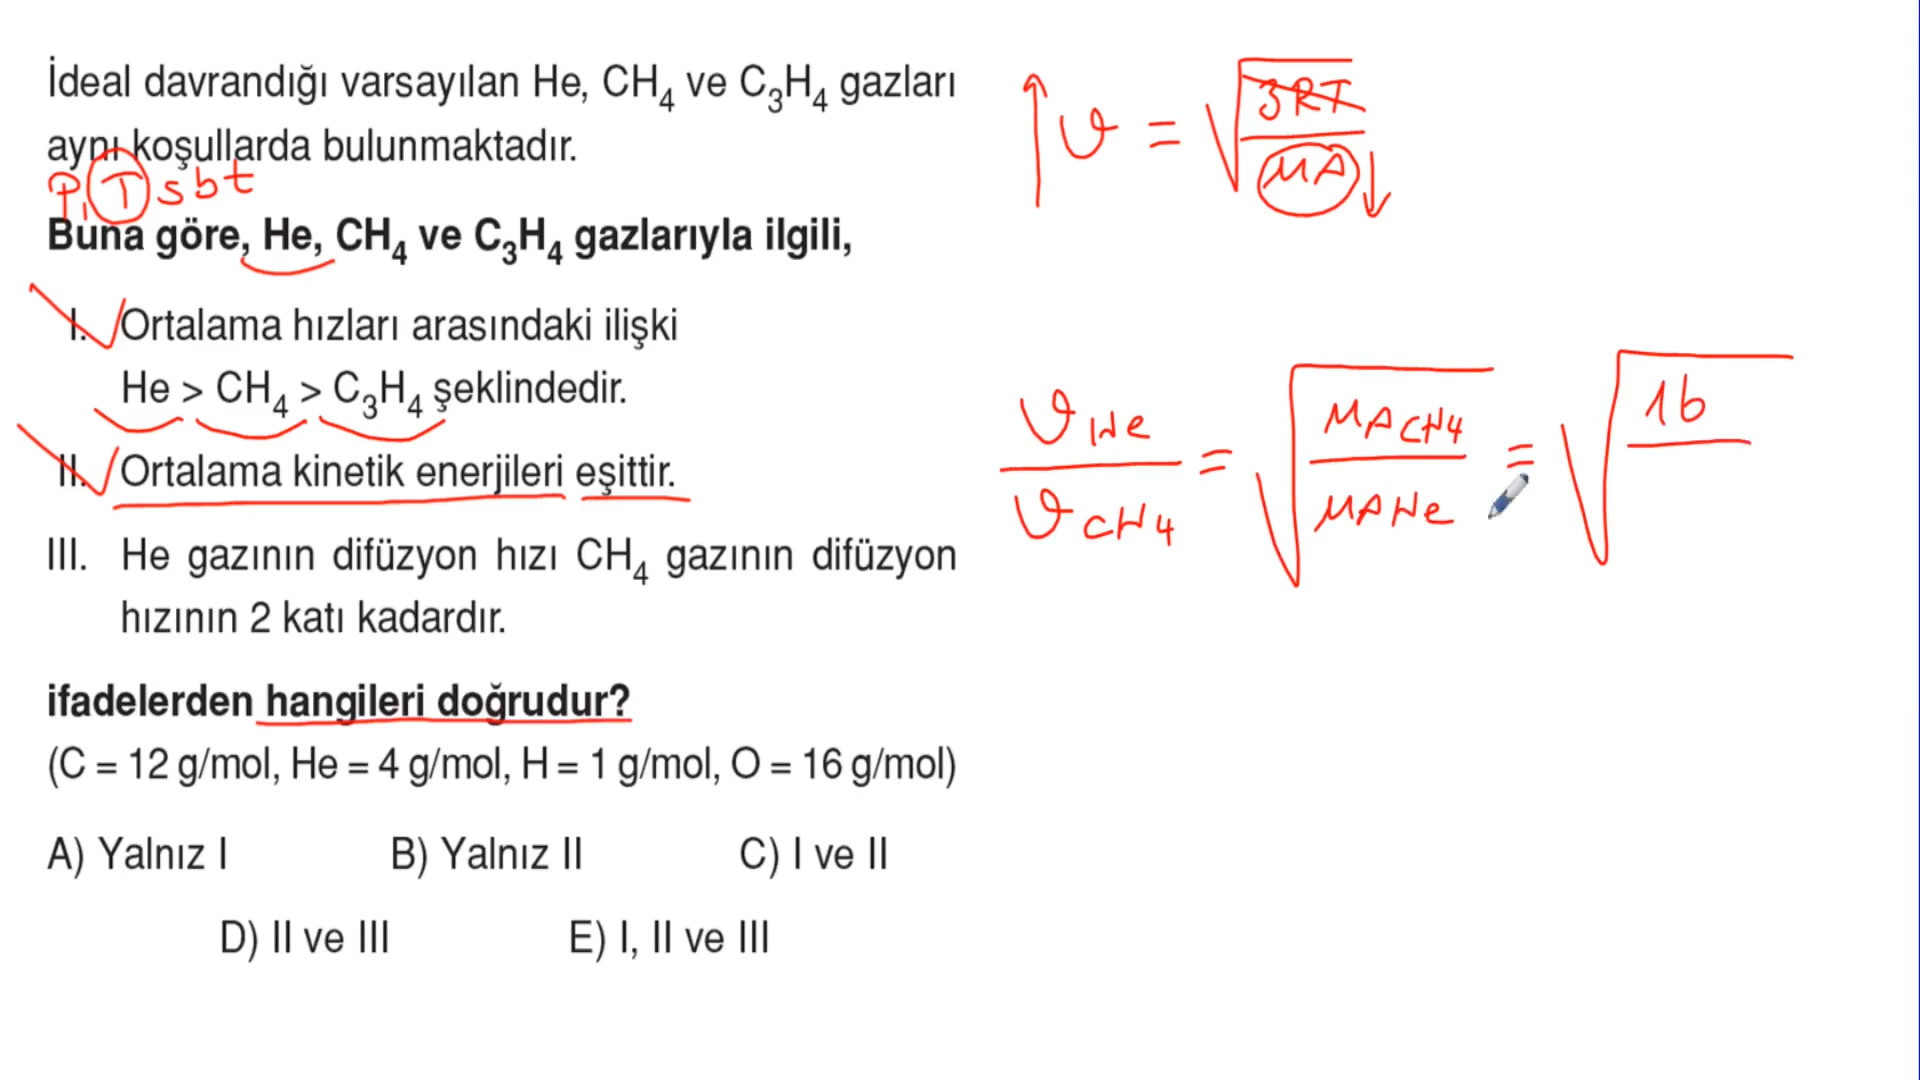 İdeal davrandığı varsayılan He, CH₄ ve C₃H₄ gazları
aynı koşullarda bulunmaktadır.
P, T sbt
Buna göre, He, CH₄ ve C₃H₄ gazlarıyla ilgili,
I. Ortalama hızları arasındaki ilişki
He > CH₄ > C₃H₄ şeklindedir.
II. Ortalama kinetik enerjileri eşittir.
III. He gazının difüzyon hızı CH₄ gazının difüzyon
hızının 2 katı kadardır.
ifadelerden hangileri doğrudur?
(C = 12 g/mol, He = 4 g/mol, H = 1 g/mol, O = 16 g/mol)
A) Yalnız I B) Yalnız II C) I ve II
D) II ve III E) I, II ve III
↑ϑ = √(3RT / MA) ↓
ϑHe / ϑCH4 = √(MACH4 / MAHe) = √16